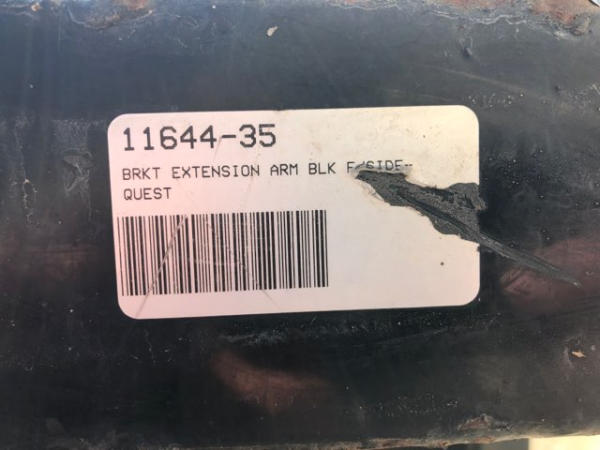 11644-35
BRKT EXTENSION ARM BLK F/SIDE-
QUEST